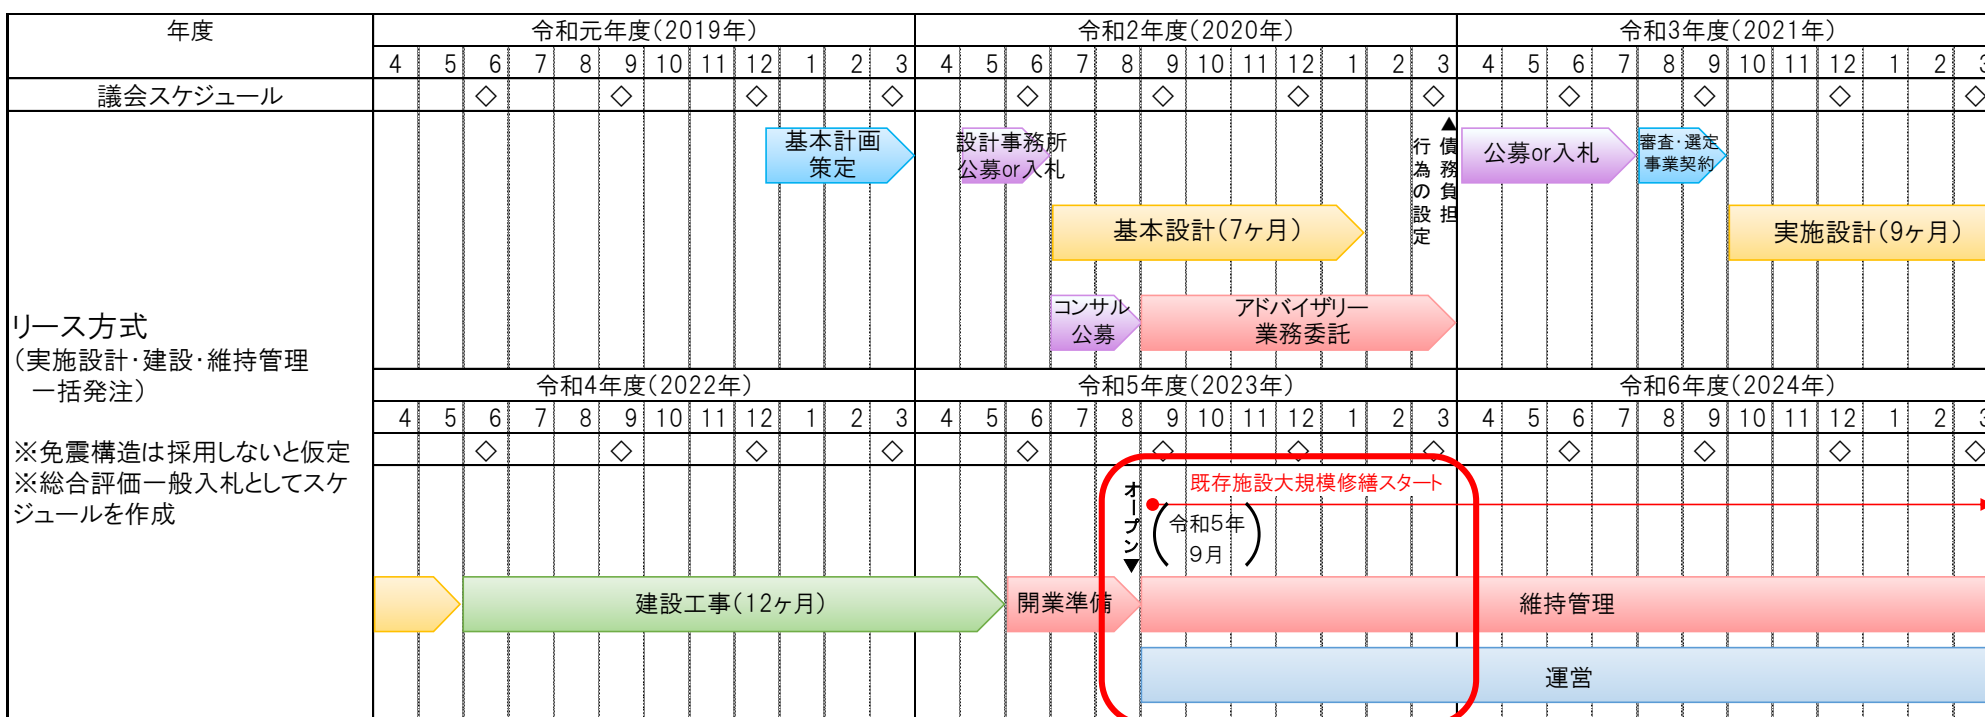 年度
令和元年度(2019年)
令和2年度(2020年)
令和3年度(2021年)
4 5 6 7 8 9 10 11 12 1 2 3 4 5 6 7 8 9 10 11 12 1 2 3 4 5 6 7 8 9 10 11 12 1 2 3
議会スケジュール
◇ ◇ ◇ ◇ ◇ ◇ ◇ ◇ ◇ ◇ ◇ ◇
リース方式
(実施設計・建設・維持管理
一括発注)
※免震構造は採用しないと仮定
※総合評価一般入札としてスケ
ジュールを作成
基本計画
策定
設計事務所
公募or入札
▲債務負担
行為の設定
公募or入札
審査・選定
事業契約
基本設計(7ヶ月)
実施設計(9ヶ月)
コンサル
公募
アドバイザリー
業務委託
令和4年度(2022年)
令和5年度(2023年)
令和6年度(2024年)
4 5 6 7 8 9 10 11 12 1 2 3 4 5 6 7 8 9 10 11 12 1 2 3 4 5 6 7 8 9 10 11 12 1 2 3
◇ ◇ ◇ ◇ ◇ ◇ ◇ ◇ ◇ ◇ ◇ ◇
オープン▼
既存施設大規模修繕スタート
(令和5年
9月)
建設工事(12ヶ月)
開業準備
維持管理
運営